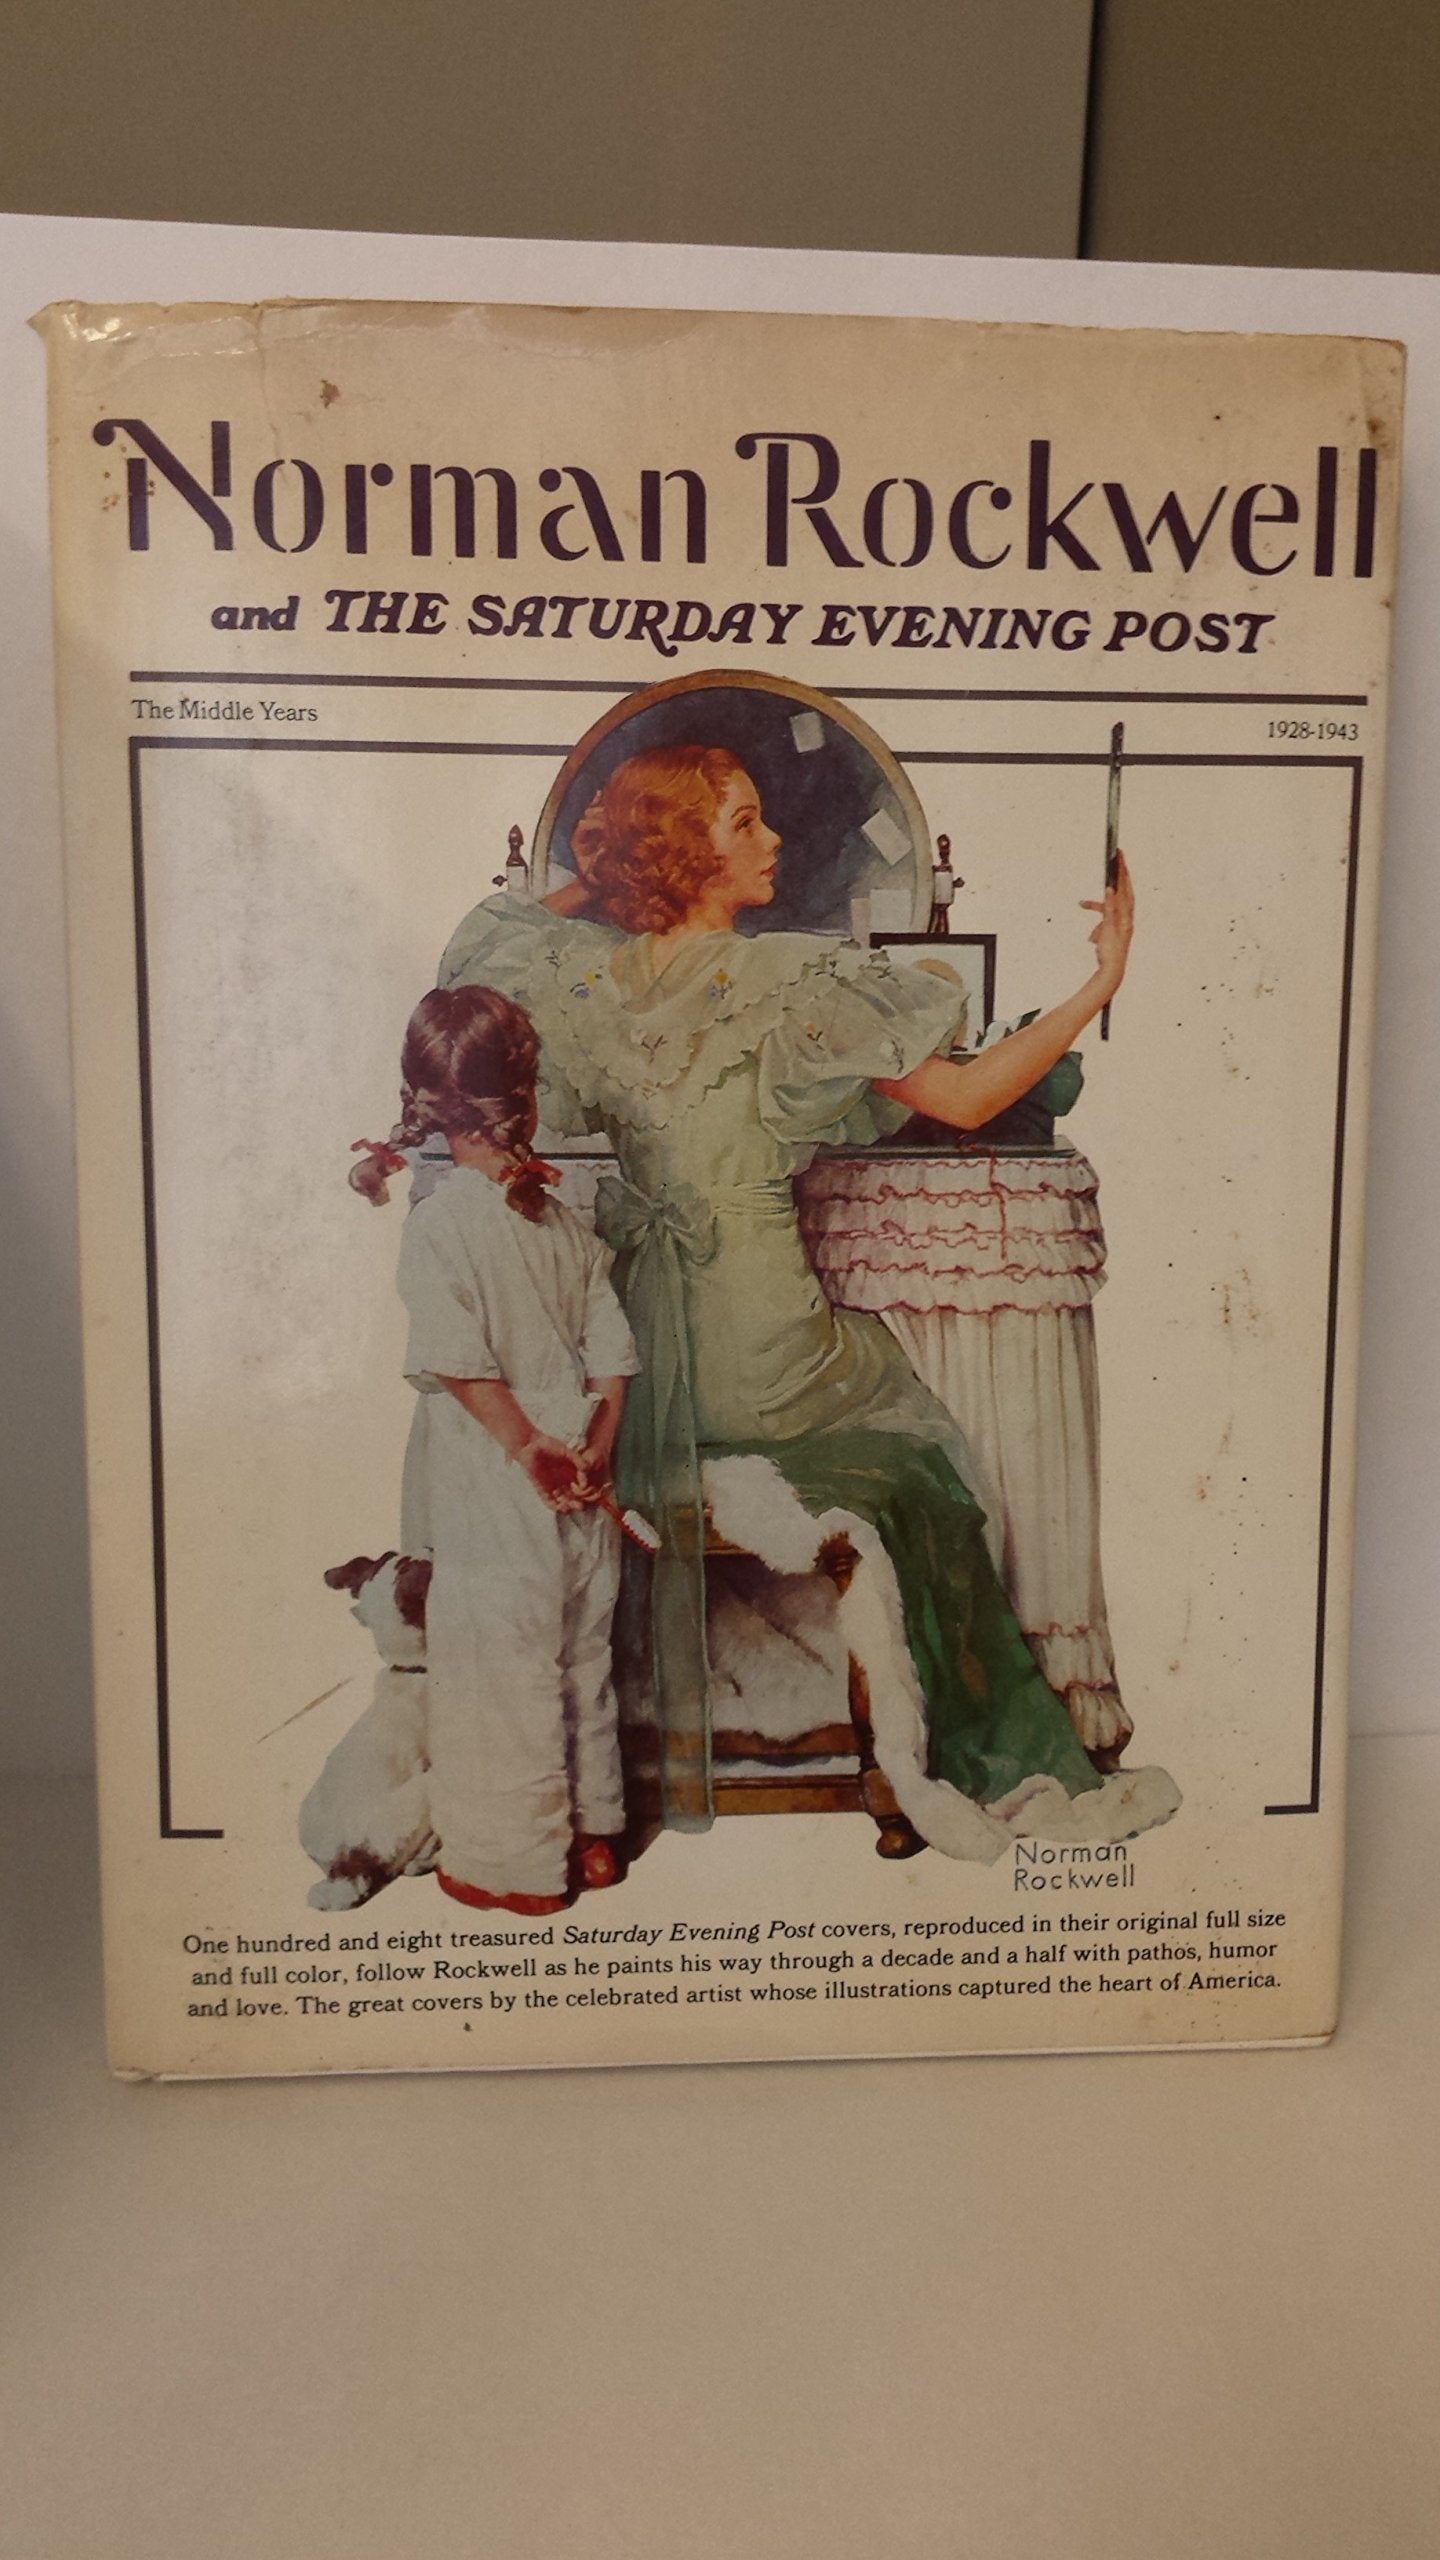 Norman Rockwell
and THE SATURDAY EVENING POST
The Middle Years
1928-1943
Norman
Rockwell
One hundred and eight treasured Saturday Evening Post covers, reproduced in their original full size
and full color, follow Rockwell as he paints his way through a decade and a half with pathos, humor
and love. The great covers by the celebrated artist whose illustrations captured the heart of America.